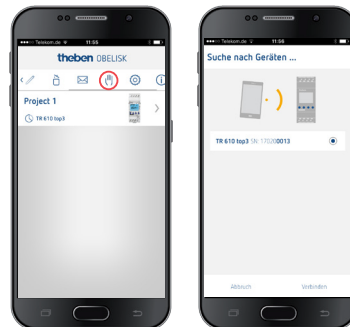 Telekom.de 11:55
theben OBELISK
Project 1
TR 610 top3
Telekom.de 11:56
Suche nach Geräten ...
TR 610 top3 SN: 170200013
Abbruch Verbinden